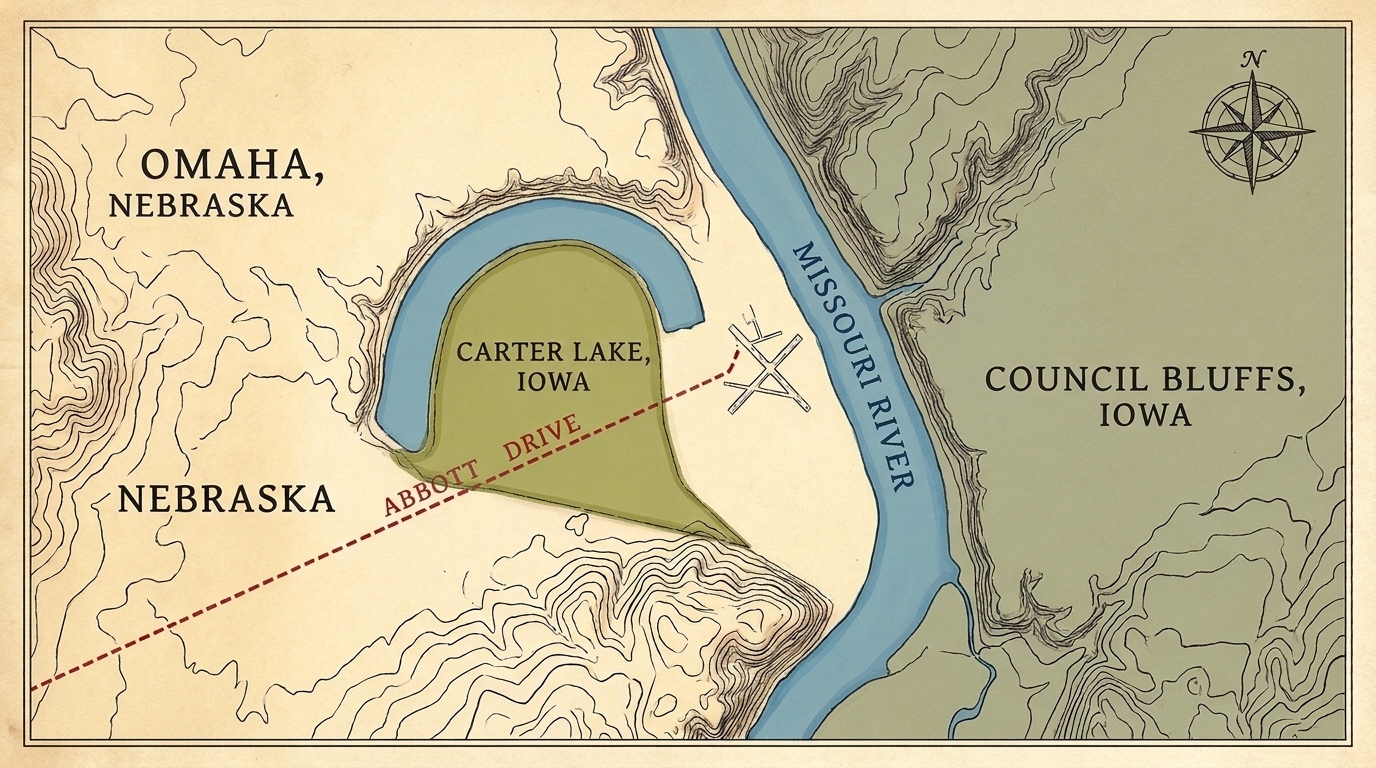 N
OMAHA,
NEBRASKA
MISSOURI RIVER
CARTER LAKE,
IOWA
COUNCIL BLUFFS,
IOWA
ABBOTT DRIVE
NEBRASKA